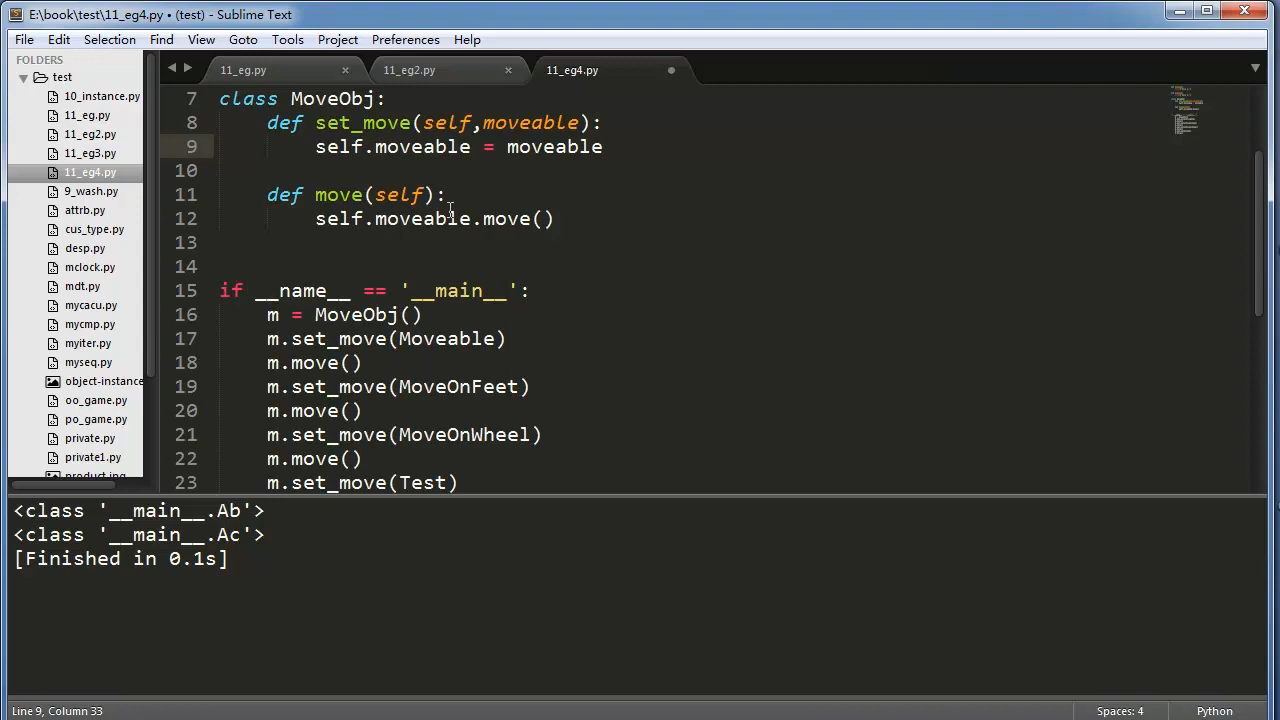 E:\book\test\11_eg4.py • (test) - Sublime Text
File Edit Selection Find View Goto Tools Project Preferences Help
FOLDERS
test
10_instance.py
11_eg.py
11_eg2.py
11_eg3.py
11_eg4.py
9_wash.py
attrb.py
cus_type.py
desp.py
mclock.py
mdt.py
myacu.py
mycmp.py
myiter.py
myseq.py
object-instance
oo_game.py
po_game.py
private.py
private1.py
product.jpg
11_eg.py 11_eg2.py 11_eg4.py
7 class MoveObj:
8 def set_move(self,moveable):
9 self.moveable = moveable
10
11 def move(self):
12 self.moveable.move()
13
14
15 if __name__ == '__main__':
16 m = MoveObj()
17 m.set_move(Moveable)
18 m.move()
19 m.set_move(MoveOnFeet)
20 m.move()
21 m.set_move(MoveOnWheel)
22 m.move()
23 m.set_move(Test)
<class '__main__.Ab'>
<class '__main__.Ac'>
[Finished in 0.1s]
Line 9, Column 33 Spaces: 4 Python